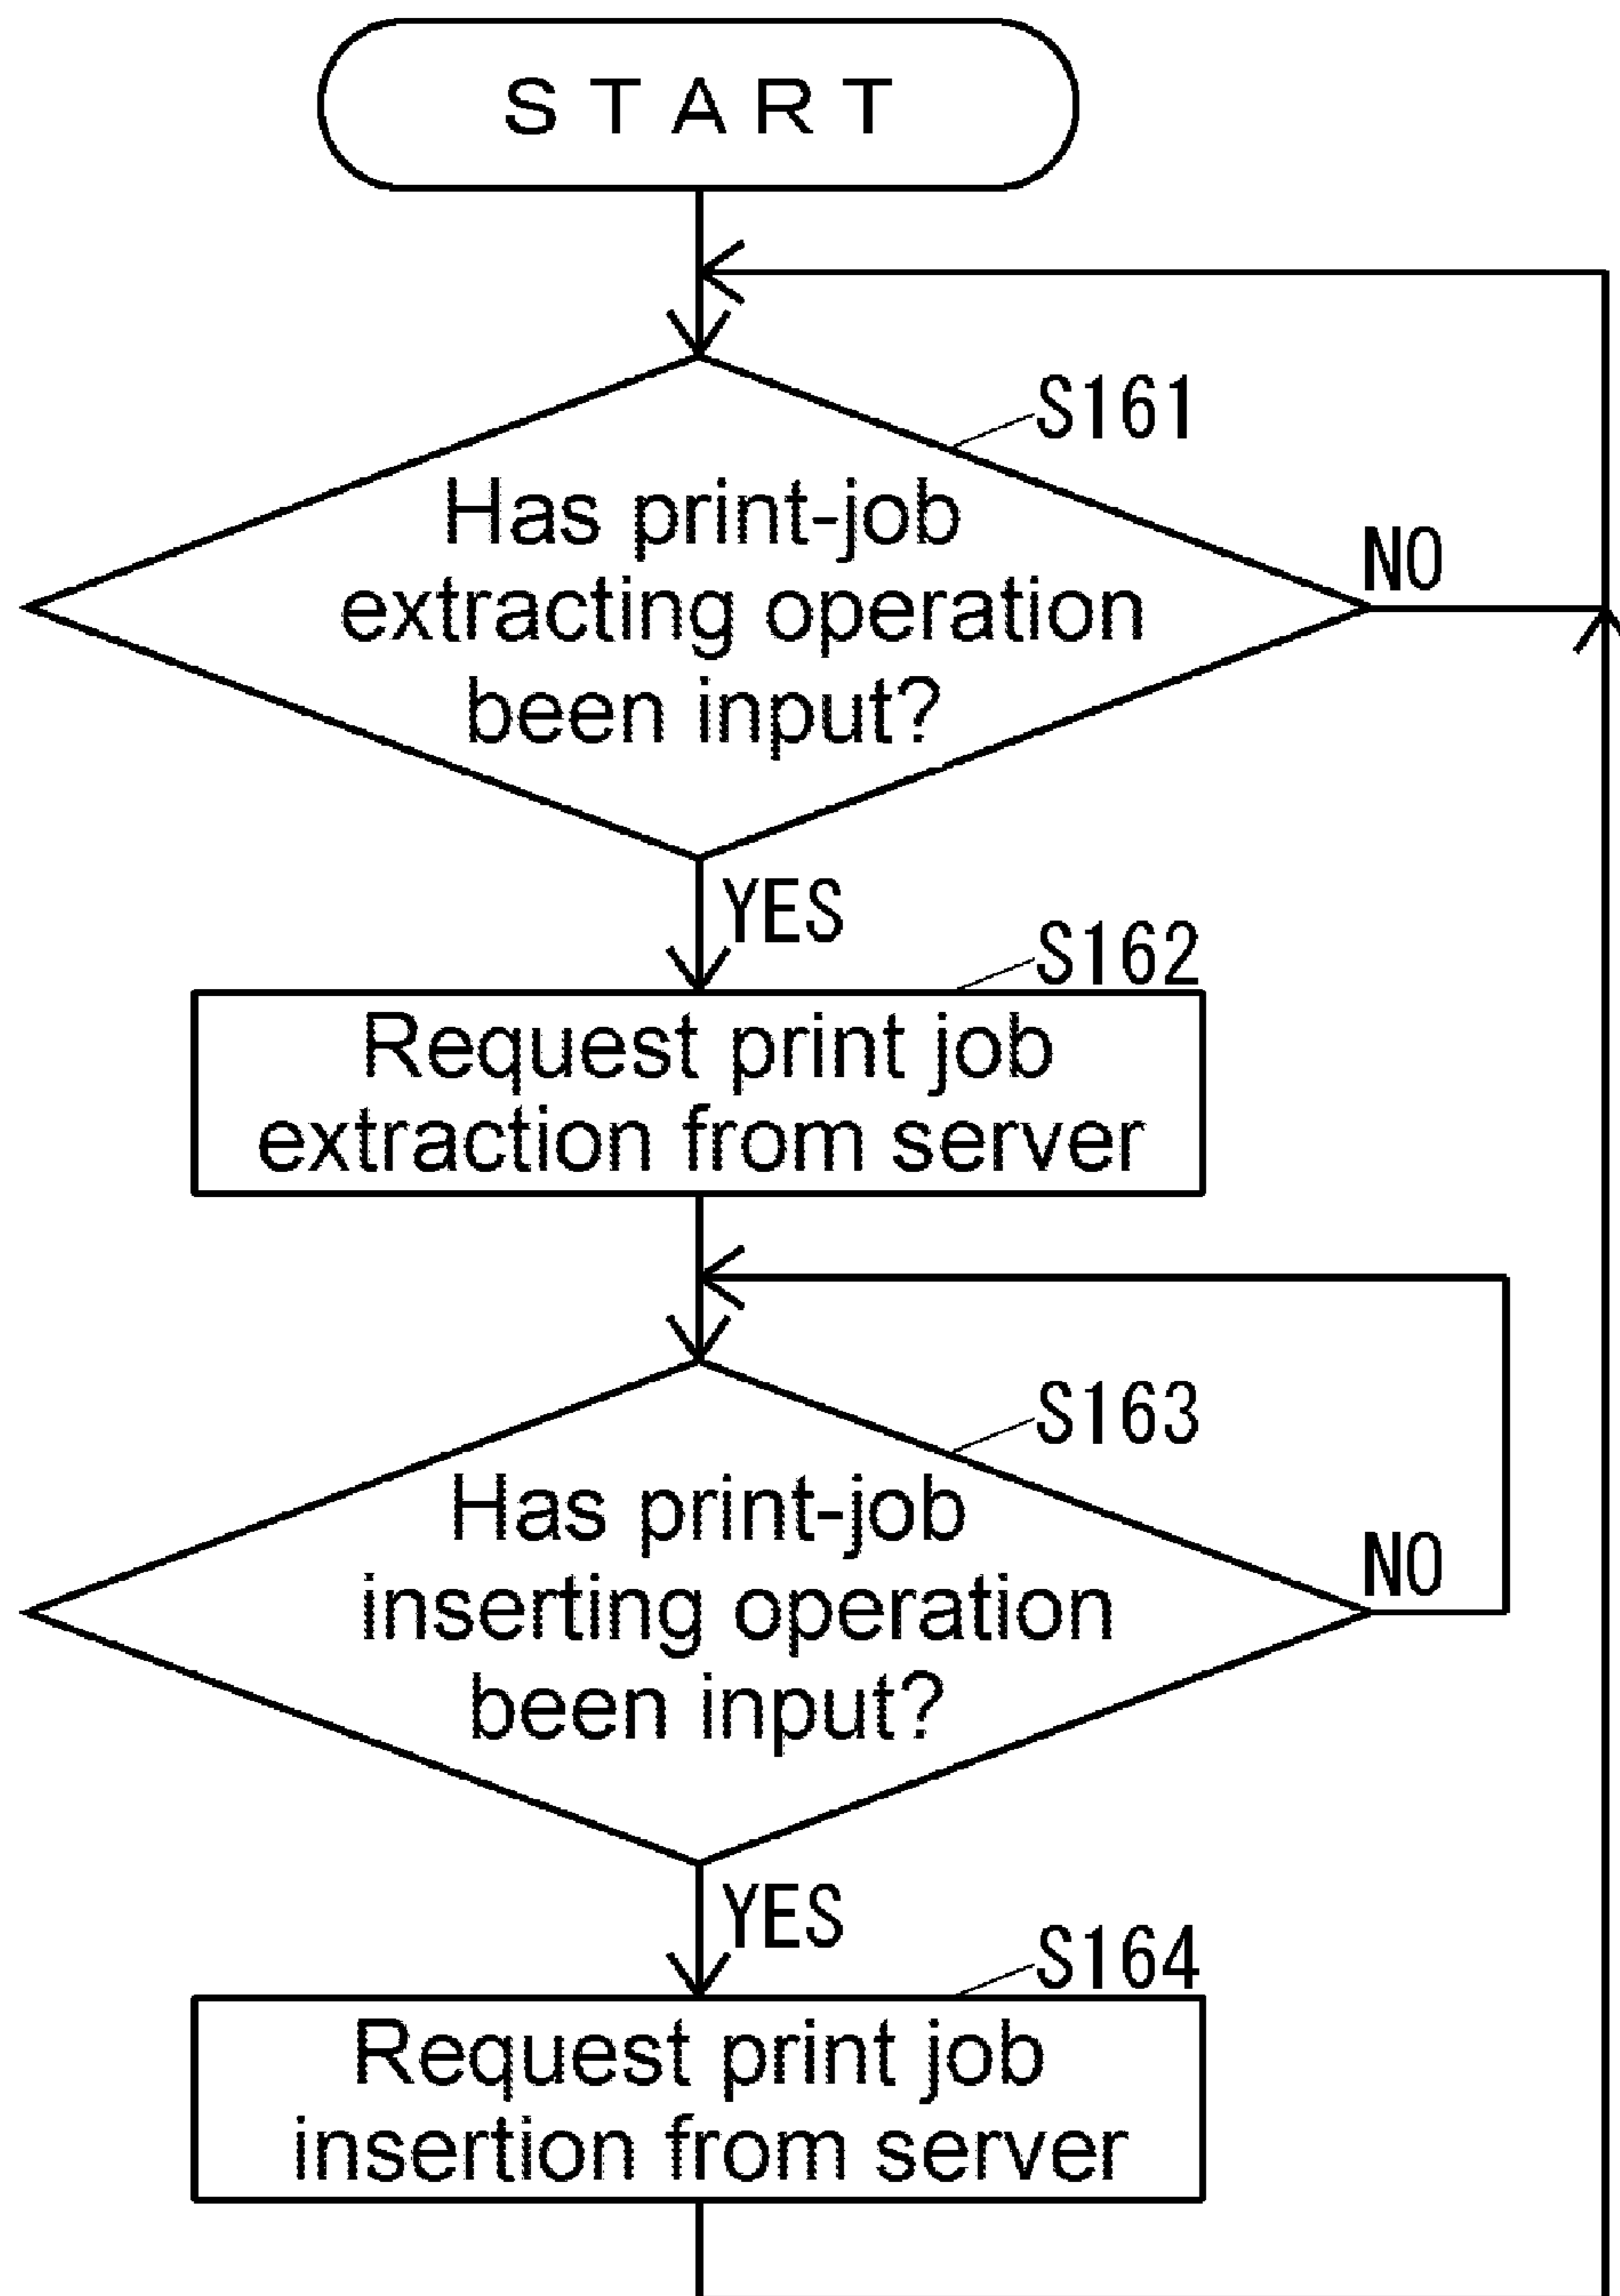 START
S161
Has print-job
extracting operation
been input?
NO
YES
S162
Request print job
extraction from server
S163
Has print-job
inserting operation
been input?
NO
YES
S164
Request print job
insertion from server